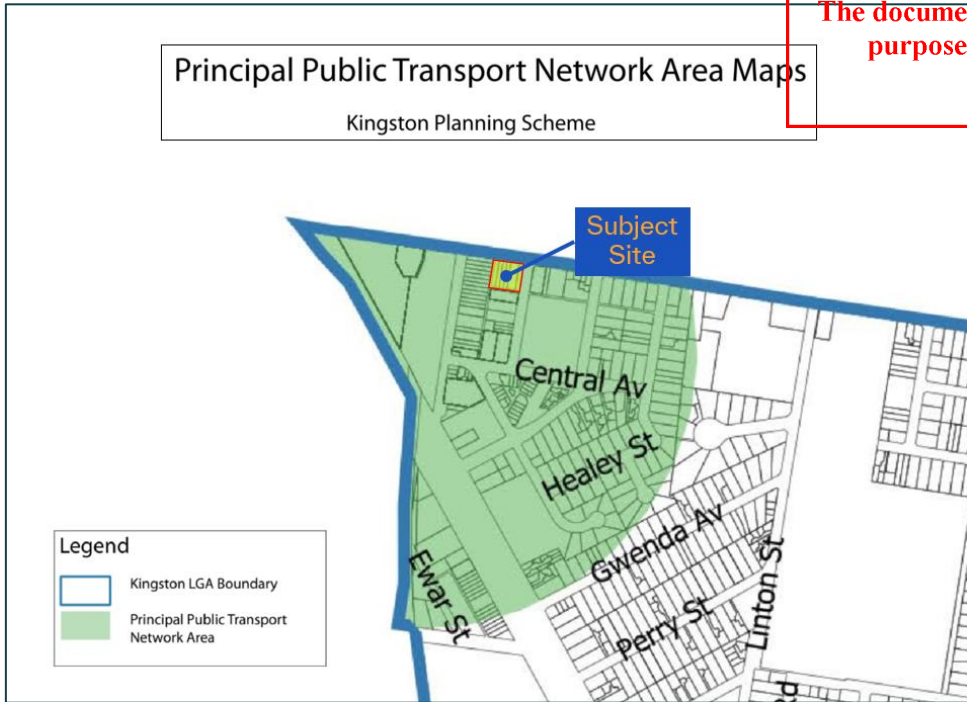 The docume
purpose
Principal Public Transport Network Area Maps
Kingston Planning Scheme
Subject
Site
Central Av
Healey St
Gwenda Av
Ewar St
Perry St
Linton St
Rd
Legend
Kingston LGA Boundary
Principal Public Transport
Network Area